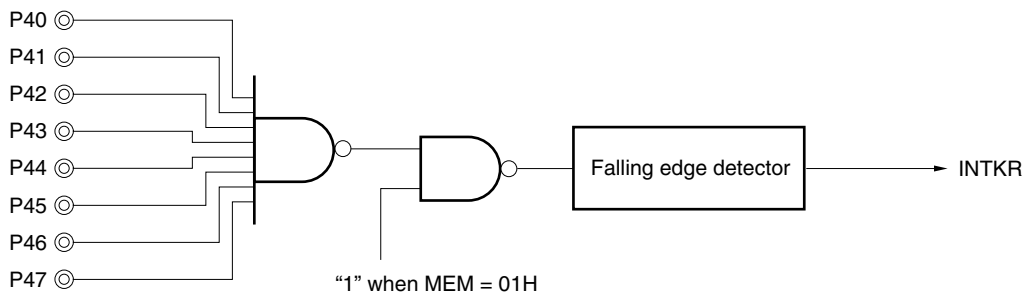 P40
P41
P42
P43
P44
P45
P46
P47
Falling edge detector
INTKR
“1” when MEM = 01H